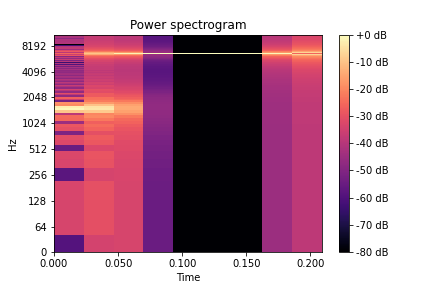 Power spectrogram
Hz
8192
4096
2048
1024
512
256
128
64
0
0.000
0.050
0.100
0.150
0.200
Time
+0 dB
-10 dB
-20 dB
-30 dB
-40 dB
-50 dB
-60 dB
-70 dB
-80 dB